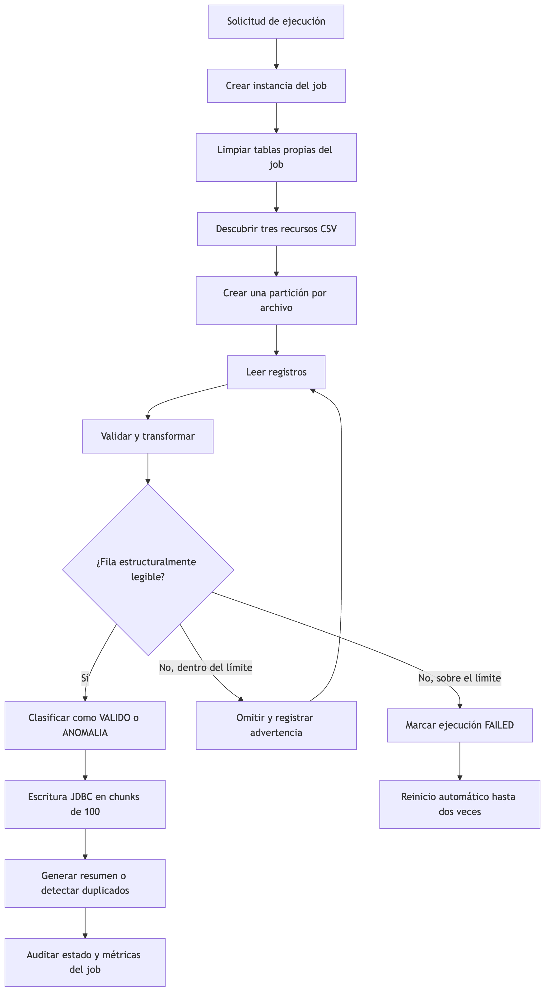 Solicitud de ejecución
Crear instancia del job
Limpiar tablas propias del
job
Descubrir tres recursos CSV
Crear una partición por
archivo
Leer registros
Validar y transformar
¿Fila estructuralmente
legible?
Sí
No, dentro del límite
No, sobre el límite
Clasificar como VALIDO o
ANOMALIA
Omitir y registrar
advertencia
Marcar ejecución FAILED
Escritura JDBC en chunks
de 100
Reinicio automático hasta
dos veces
Generar resumen o
detectar duplicados
Auditar estado y métricas
del job